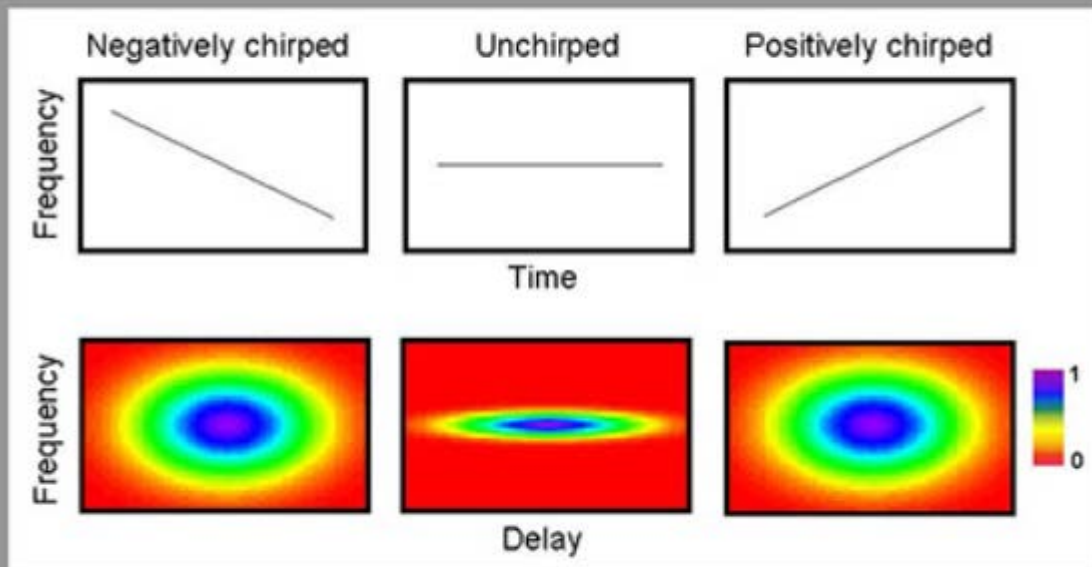 Negatively chirped
Unchirped
Positively chirped
Frequency
Time
Frequency
1
0
Delay